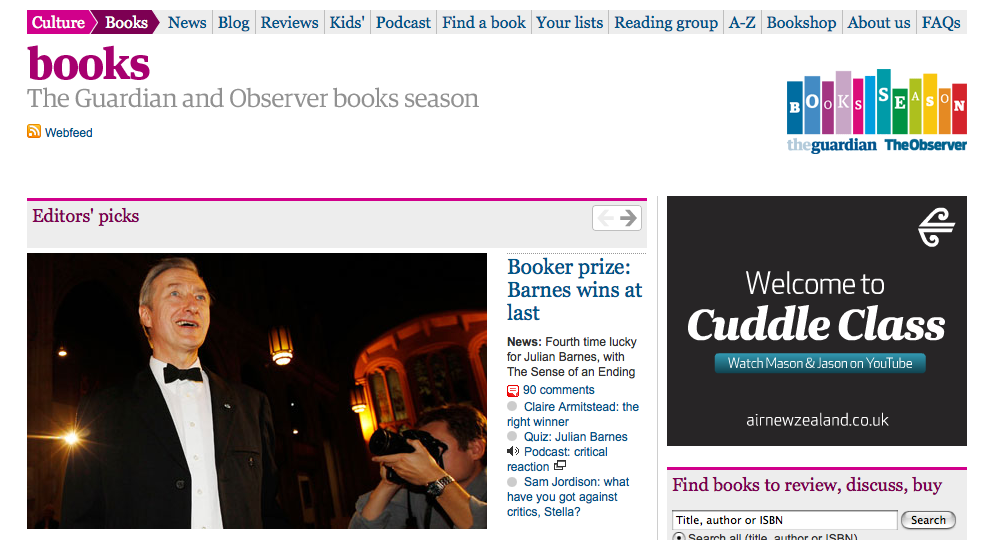 Culture Books News Blog Reviews Kids' Podcast Find a book Your lists Reading group A-Z Bookshop About us FAQs
books
The Guardian and Observer books season
Webfeed
BOOKS SEASON
theguardian TheObserver
Editors' picks
Booker prize:
Barnes wins at
last
News: Fourth time lucky
for Julian Barnes, with
The Sense of an Ending
90 comments
Claire Armitstead: the
right winner
Quiz: Julian Barnes
Podcast: critical
reaction
Sam Jordison: what
have you got against
critics, Stella?
Welcome to
Cuddle Class
Watch Mason & Jason on YouTube
airnewzealand.co.uk
Find books to review, discuss, buy
Title, author or ISBN Search
Search all (title, author or ISBN)